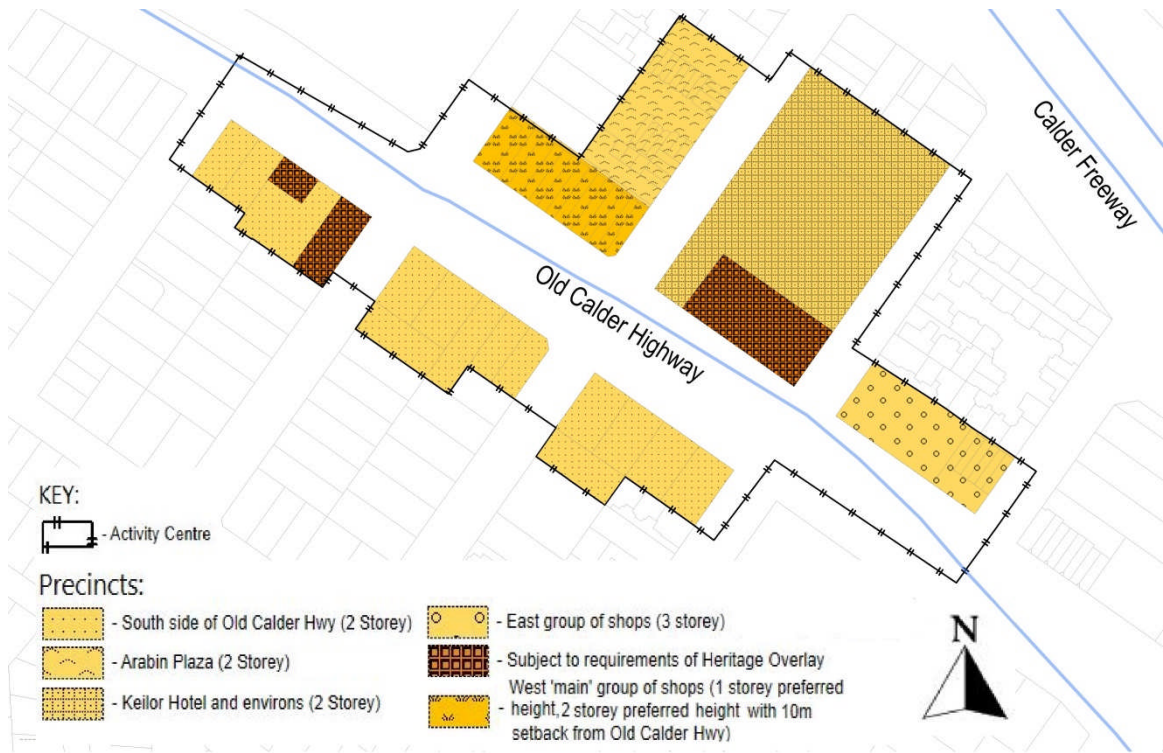 Calder Freeway
Old Calder Highway
KEY:
- Activity Centre
Precincts:
- South side of Old Calder Hwy (2 Storey)
- Arabin Plaza (2 Storey)
- Keilor Hotel and environs (2 Storey)
- East group of shops (3 storey)
- Subject to requirements of Heritage Overlay
West 'main' group of shops (1 storey preferred
- height,2 storey preferred height with 10m
setback from Old Calder Hwy)
N